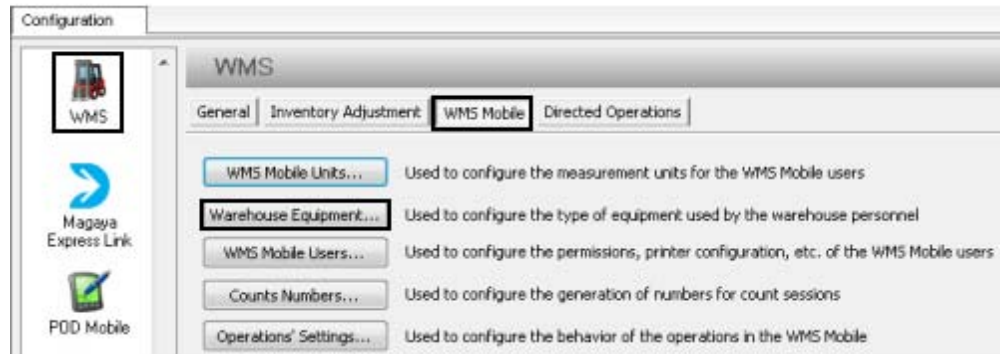 Configuration
WMS
WMS
General Inventory Adjustment WMS Mobile Directed Operations
WMS Mobile Units... Used to configure the measurement units for the WMS Mobile users
Magaya
Express Link
Warehouse Equipment... Used to configure the type of equipment used by the warehouse personnel
WMS Mobile Users... Used to configure the permissions, printer configuration, etc. of the WMS Mobile users
Counts Numbers... Used to configure the generation of numbers for count sessions
POD Mobile
Operations' Settings... Used to configure the behavior of the operations in the WMS Mobile